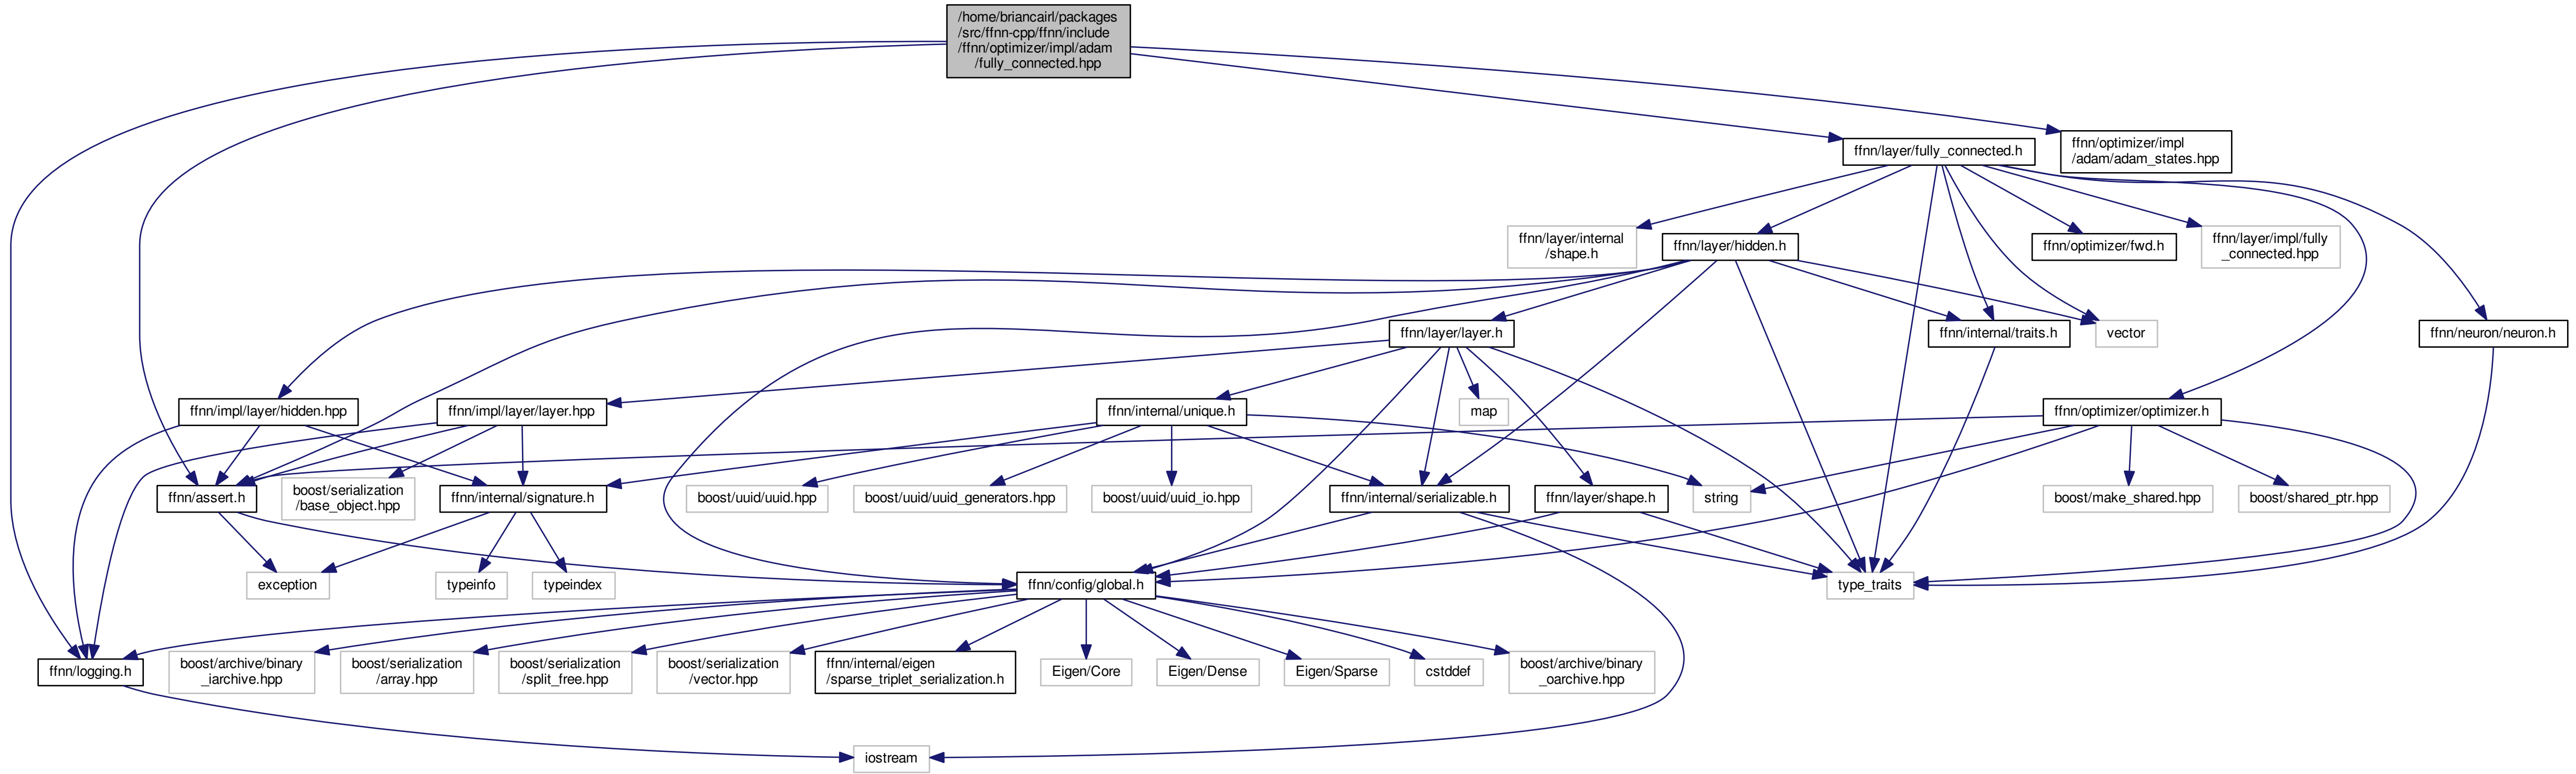 /home/briancairl/packages
/src/ffnn-cpp/ffnn/include
/ffnn/optimizer/impl/adam
/fully_connected.hpp
ffnn/layer/fully_connected.h
ffnn/optimizer/impl
/adam/adam_states.hpp
ffnn/layer/internal
/shape.h
ffnn/layer/hidden.h
ffnn/optimizer/fwd.h
ffnn/layer/impl/fully
_connected.hpp
ffnn/layer/layer.h
ffnn/internal/traits.h
vector
ffnn/neuron/neuron.h
ffnn/impl/layer/hidden.hpp
ffnn/impl/layer/layer.hpp
ffnn/internal/unique.h
map
ffnn/optimizer/optimizer.h
ffnn/assert.h
boost/serialization
/base_object.hpp
ffnn/internal/signature.h
boost/uuid/uuid.hpp
boost/uuid/uuid_generators.hpp
boost/uuid/uuid_io.hpp
ffnn/internal/serializable.h
ffnn/layer/shape.h
string
boost/make_shared.hpp
boost/shared_ptr.hpp
exception
typeinfo
typeindex
ffnn/config/global.h
type_traits
ffnn/logging.h
boost/archive/binary
_iarchive.hpp
boost/serialization
/array.hpp
boost/serialization
/split_free.hpp
boost/serialization
/vector.hpp
ffnn/internal/eigen
/sparse_triplet_serialization.h
Eigen/Core
Eigen/Dense
Eigen/Sparse
cstddef
boost/archive/binary
_oarchive.hpp
iostream